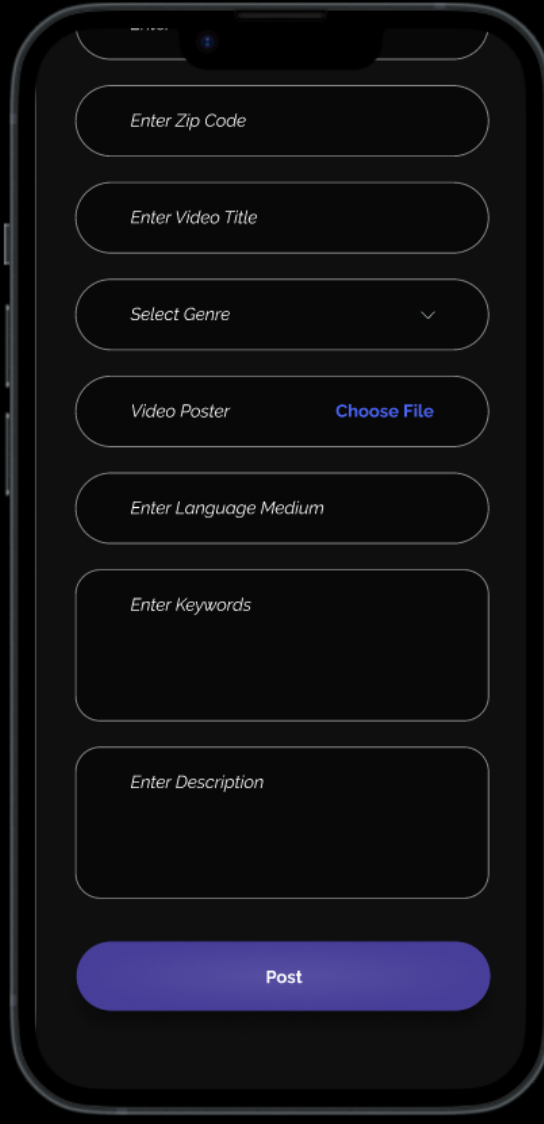 Enter Zip Code
Enter Video Title
Select Genre
Video Poster Choose File
Enter Language Medium
Enter Keywords
Enter Description
Post